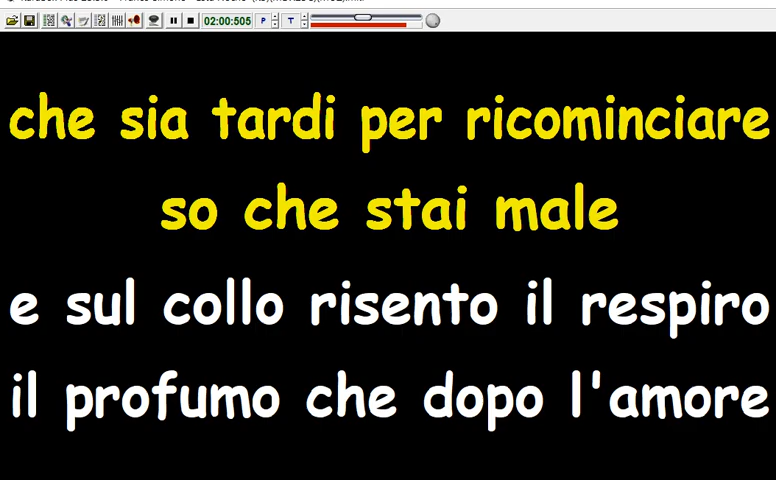 02:00:505
P
T
che sia tardi per ricominciare
so che stai male
e sul collo risento il respiro
il profumo che dopo l'amore